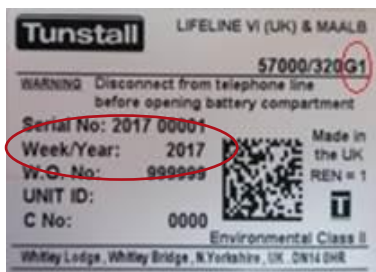 Tunstall
LIFELINE VI (UK) & MAALB
57000/320G1
WARNING Disconnect from telephone line
before opening battery compartment
Serial No: 2017 00001
Week/Year: 2017
W.O. No: 999999
UNIT ID:
C No: 0000
Made in
the UK
REN = 1
Environmental Class II
Whitley Lodge, Whitley Bridge, N.Yorkshire, UK. DN14 0HR